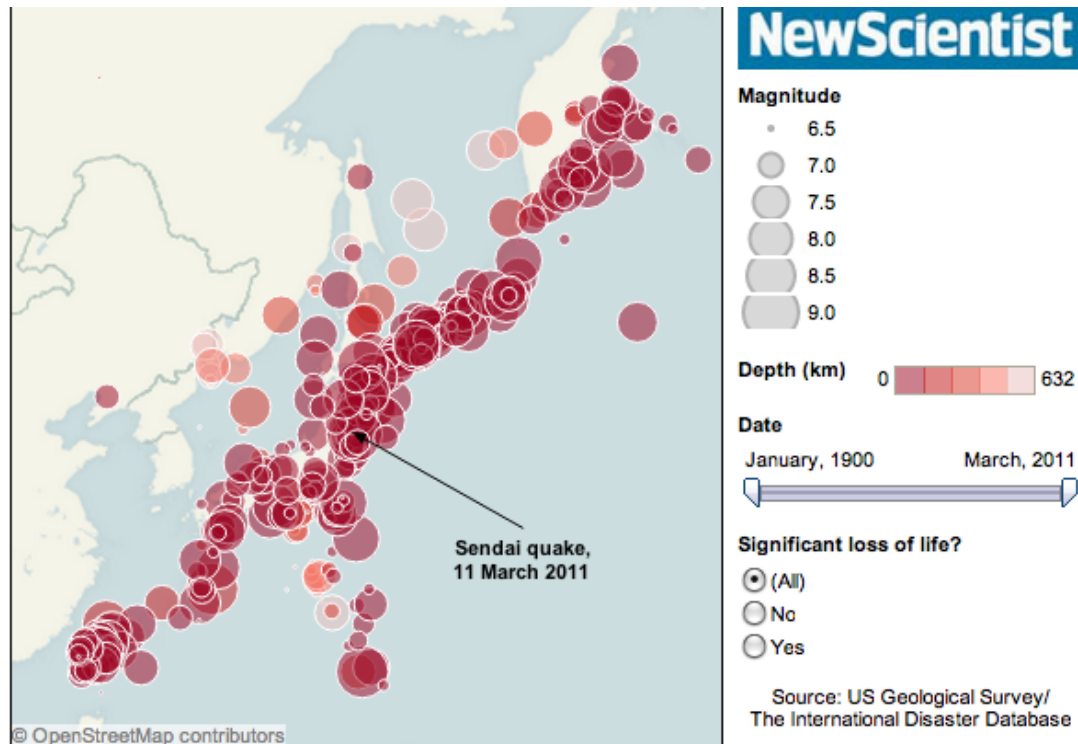 NewScientist
Magnitude
6.5
7.0
7.5
8.0
8.5
9.0
Depth (km) 0 632
Date
January, 1900 March, 2011
Significant loss of life?
(All)
No
Yes
Source: US Geological Survey/
The International Disaster Database
Sendai quake,
11 March 2011
© OpenStreetMap contributors